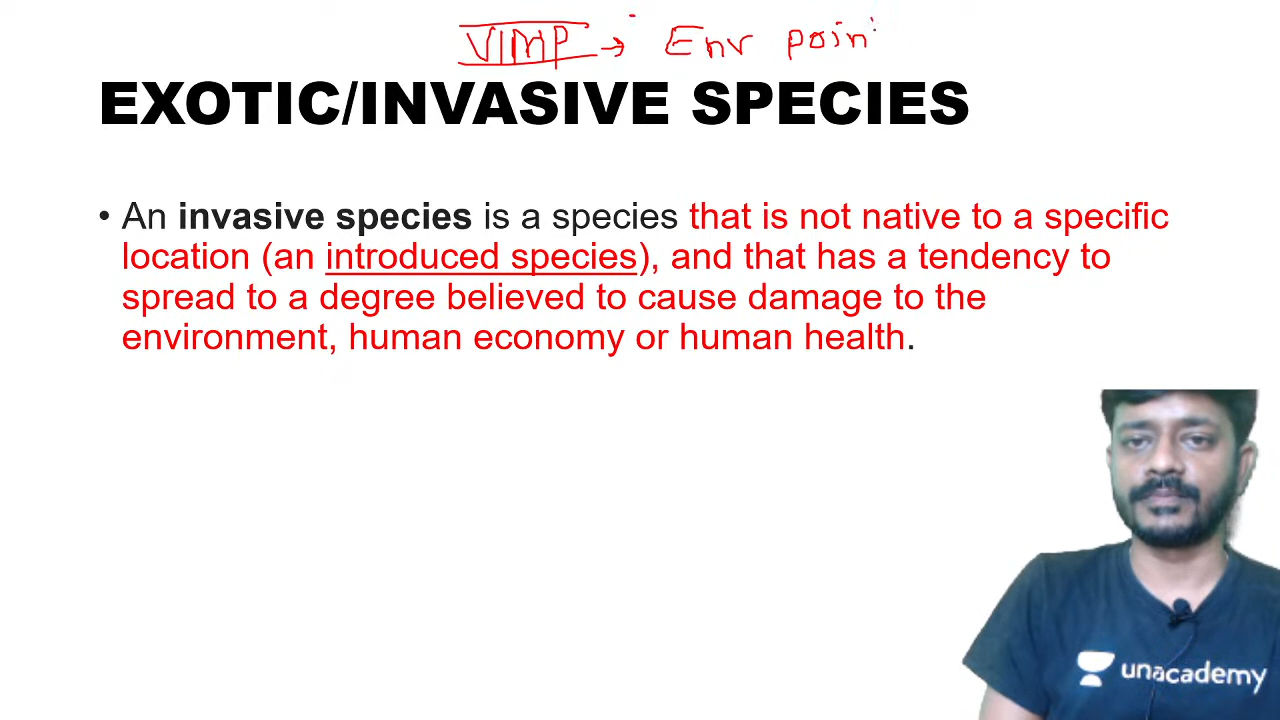 VIMP → Env poin
EXOTIC/INVASIVE SPECIES
• An invasive species is a species that is not native to a specific
location (an introduced species), and that has a tendency to
spread to a degree believed to cause damage to the
environment, human economy or human health.
unacademy